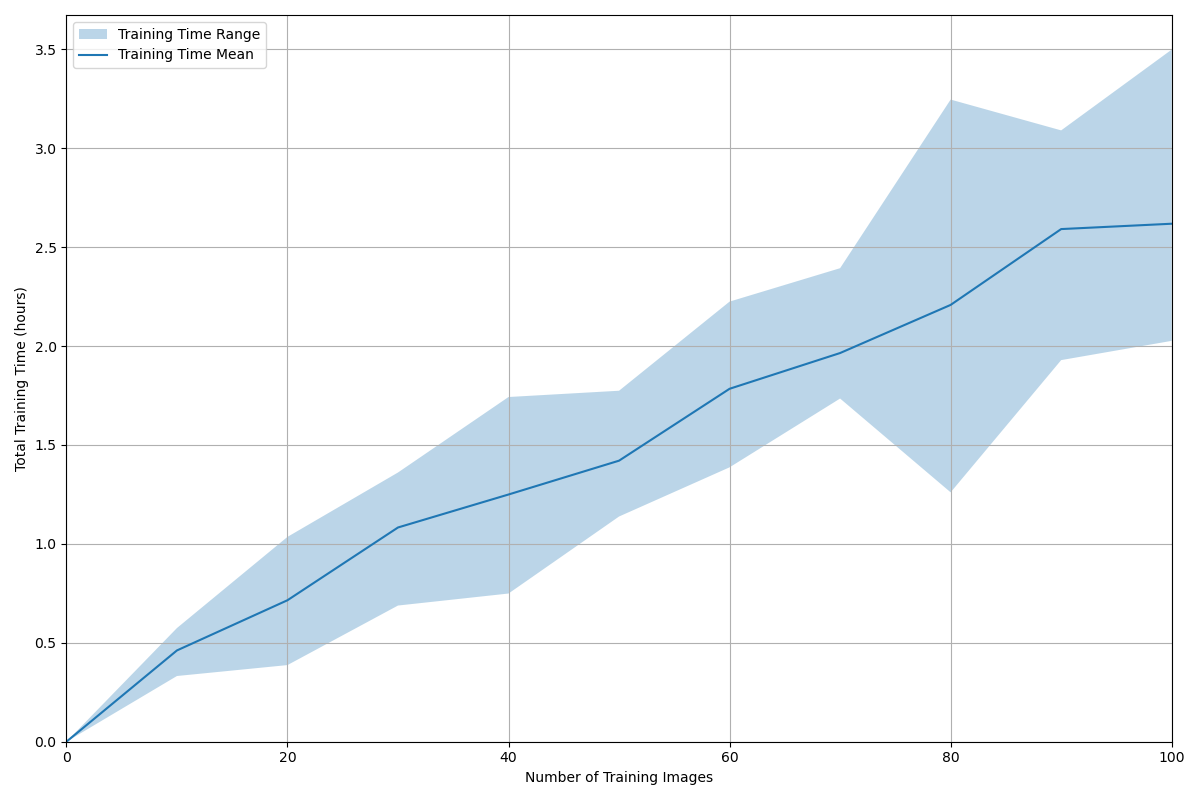 Training Time Range
Training Time Mean
3.5
3.0
2.5
2.0
1.5
1.0
0.5
0.0
Total Training Time (hours)
0 20 40 60 80 100
Number of Training Images